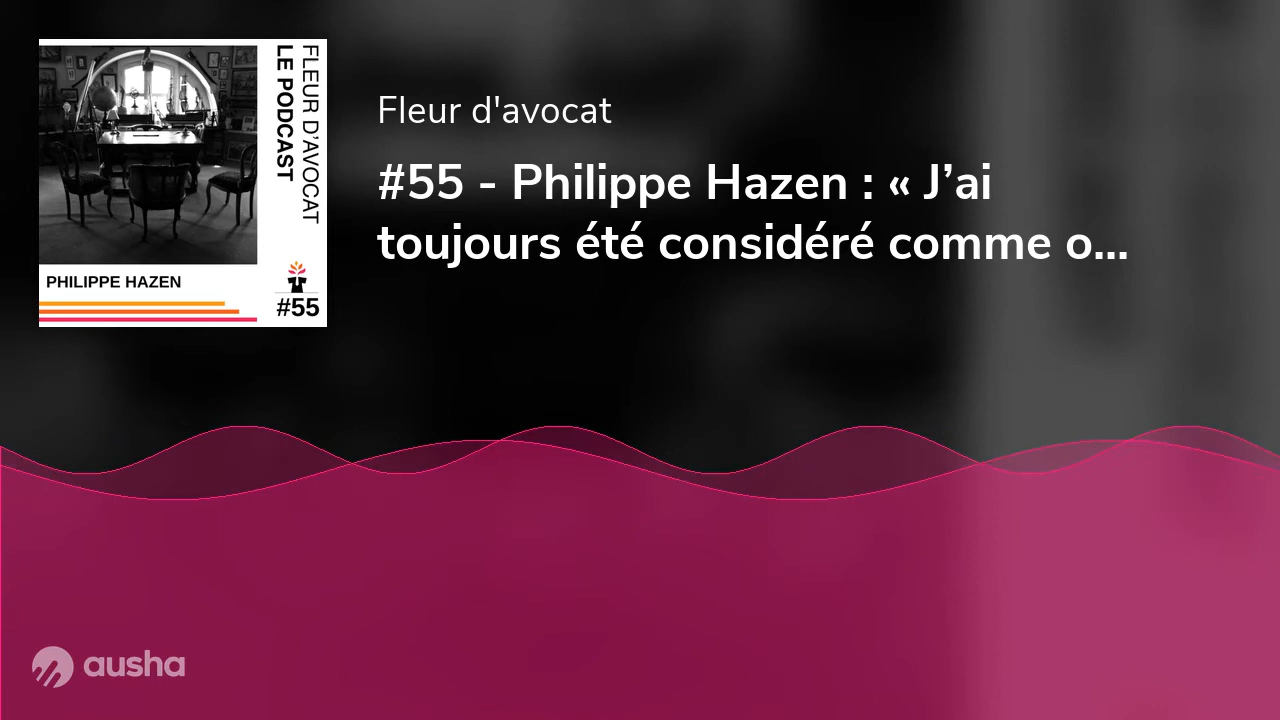 FLEUR D'AVOCAT
LE PODCAST
PHILIPPE HAZEN
#55
Fleur d'avocat
#55 - Philippe Hazen : « J’ai
toujours été considéré comme o...
ausha